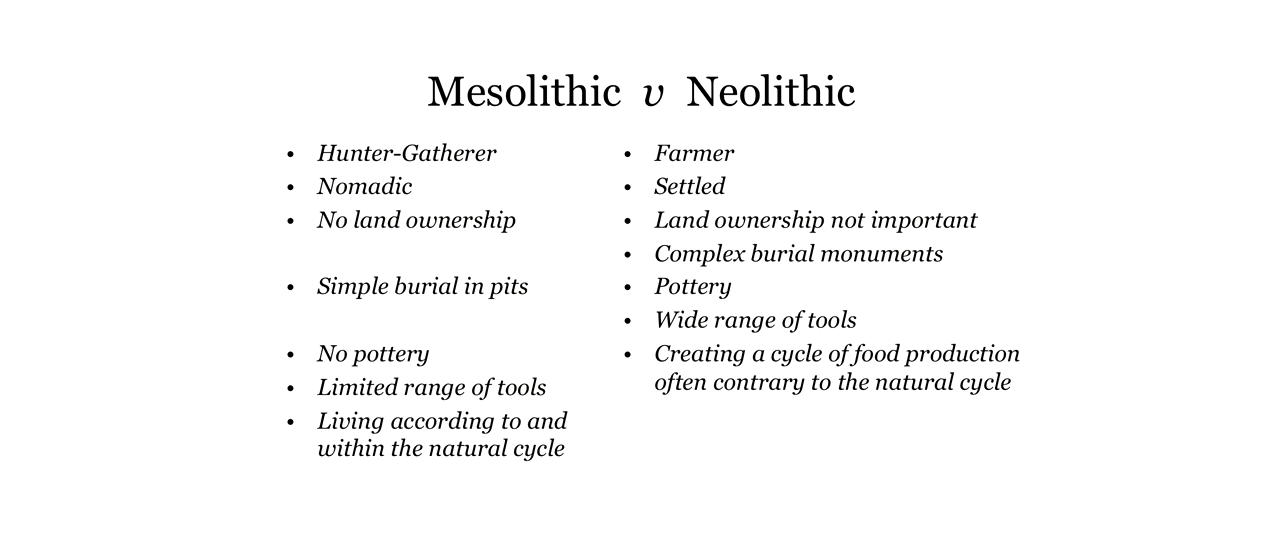 Mesolithic v Neolithic
• Hunter-Gatherer
• Nomadic
• No land ownership
• Simple burial in pits
• No pottery
• Limited range of tools
• Living according to and
within the natural cycle
• Farmer
• Settled
• Land ownership not important
• Complex burial monuments
• Pottery
• Wide range of tools
• Creating a cycle of food production
often contrary to the natural cycle